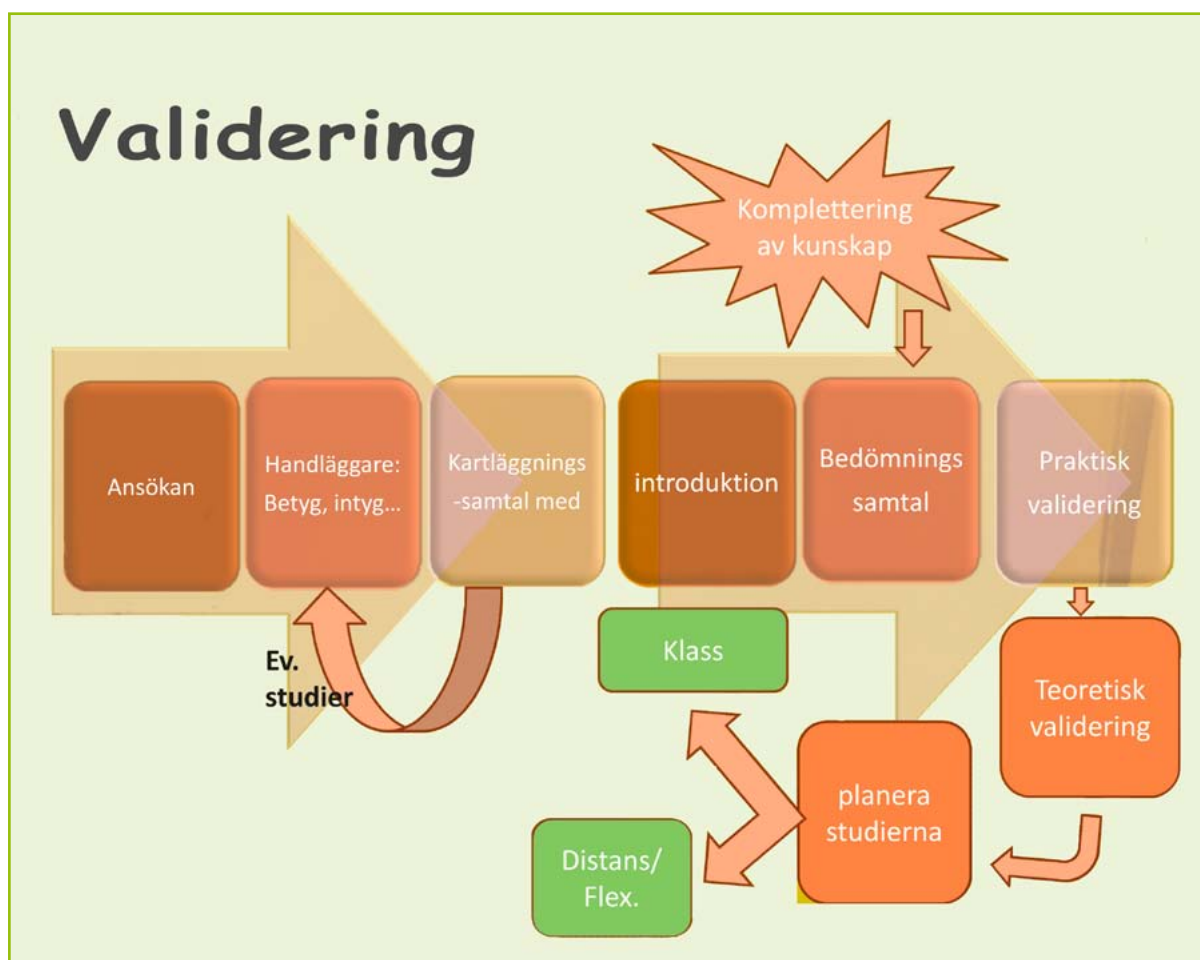 Validering
Komplettering
av kunskap
Ansökan
Handläggare:
Betyg, intyg...
Kartläggnings
-samtal med
introduktion
Bedömnings
samtal
Praktisk
validering
Ev.
studier
Klass
Teoretisk
validering
planera
studierna
Distans/
Flex.